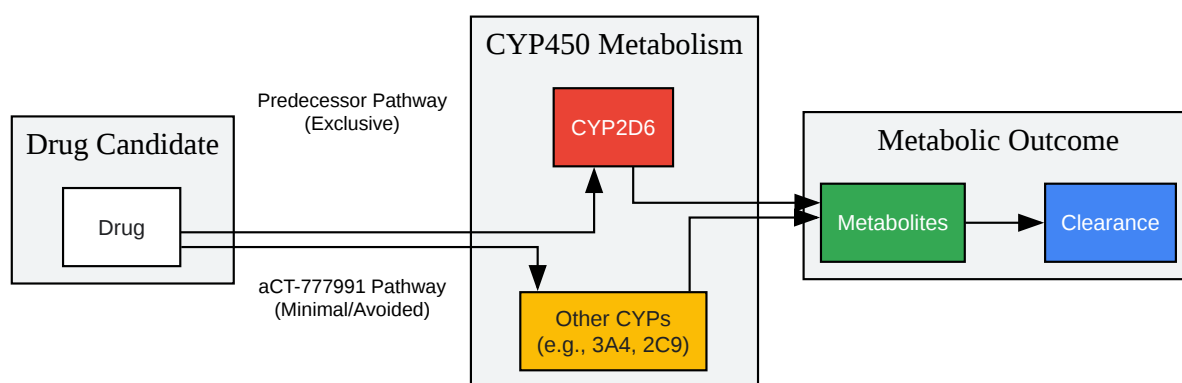 CYP450 Metabolism
Predecessor Pathway
(Exclusive)
CYP2D6
Drug Candidate
Metabolic Outcome
Drug
Metabolites
Clearance
aCT-777991 Pathway
(Minimal/Avoided)
Other CYPs
(e.g., 3A4, 2C9)